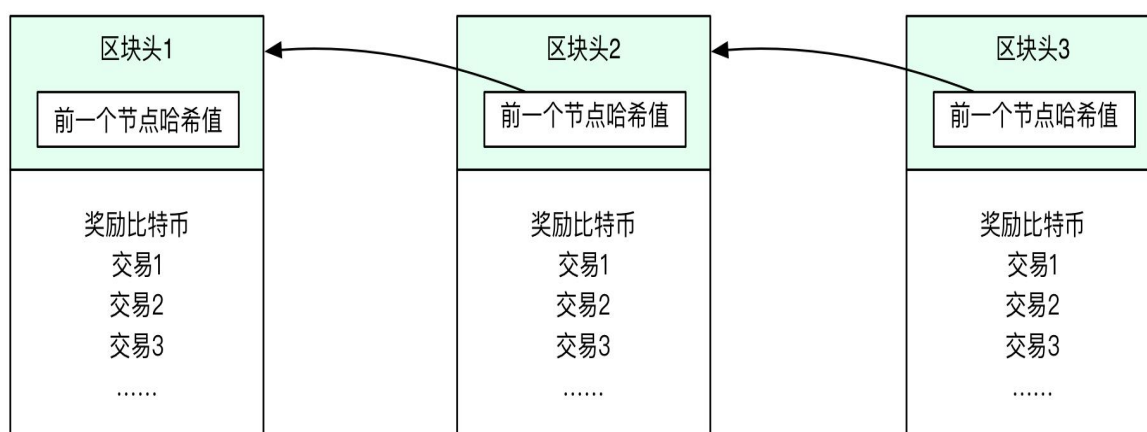 区块头1
前一个节点哈希值
奖励比特币
交易1
交易2
交易3
......
区块头2
前一个节点哈希值
奖励比特币
交易1
交易2
交易3
......
区块头3
前一个节点哈希值
奖励比特币
交易1
交易2
交易3
......